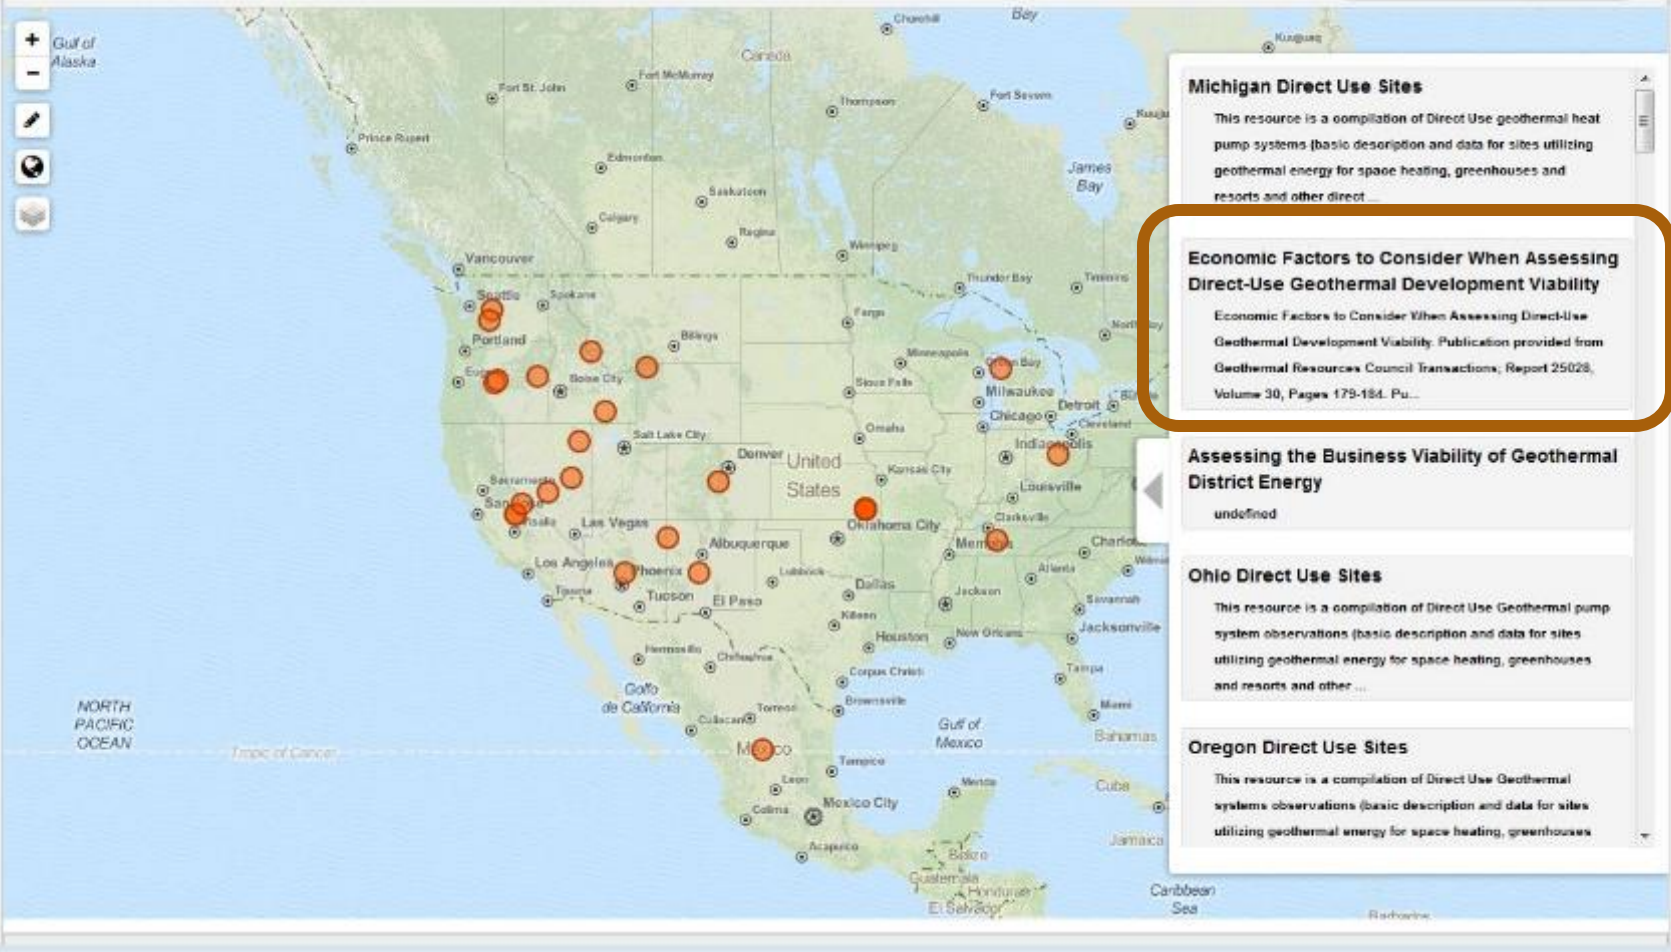 +
−
Gulf of
Alaska
Churchill
Bay
Canada
Kuujjuaq
Fort McMurray
Fort St. John
Thompson
Fort Severn
Prince Rupert
Edmonton
James
Bay
Saskatoon
Calgary
Regina
Winnipeg
Vancouver
Thunder Bay
Timmins
Seattle
Spokane
Fargo
Portland
Billings
Minneapolis
Boise City
Sioux Falls
Milwaukee
Chicago
Detroit
Cleveland
Omaha
Salt Lake City
Indianapolis
Denver
United
States
Kansas City
Sacramento
Louisville
Las Vegas
Oklahoma City
Clarksville
Albuquerque
Memphis
Los Angeles
Phoenix
Lubbock
Atlanta
Tijuana
Tucson
El Paso
Dallas
Jackson
Savannah
Killeen
Houston
New Orleans
Jacksonville
Hermosillo
Chihuahua
Corpus Christi
Tampa
Golfo
de California
Torreon
Brownsville
Miami
NORTH
PACIFIC
OCEAN
Culiacan
Gulf of
Mexico
Bahamas
Tropic of Cancer
Mexico
Tampico
Leon
Merida
Cuba
Colima
Mexico City
Jamaica
Acapulco
Belize
Guatemala
Honduras
El Salvador
Caribbean
Sea
Barbados
Michigan Direct Use Sites
This resource is a compilation of Direct Use geothermal heat
pump systems (basic description and data for sites utilizing
geothermal energy for space heating, greenhouses and
resorts and other direct ...
Economic Factors to Consider When Assessing
Direct-Use Geothermal Development Viability
Economic Factors to Consider When Assessing Direct-Use
Geothermal Development Viability. Publication provided from
Geothermal Resources Council Transactions; Report 25028,
Volume 30, Pages 179-184. Pu...
Assessing the Business Viability of Geothermal
District Energy
undefined
Ohio Direct Use Sites
This resource is a compilation of Direct Use Geothermal pump
system observations (basic description and data for sites
utilizing geothermal energy for space heating, greenhouses
and resorts and other ...
Oregon Direct Use Sites
This resource is a compilation of Direct Use Geothermal
systems observations (basic description and data for sites
utilizing geothermal energy for space heating, greenhouses